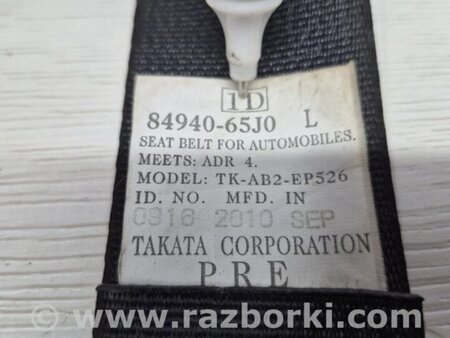 1D
84940-65J0 L
SEAT BELT FOR AUTOMOBILES.
MEETS: ADR 4.
MODEL: TK-AB2-EP526
ID. NO. MFD. IN
0316 2010 SEP
TAKATA CORPORATION
PRE
© www.razborki.com